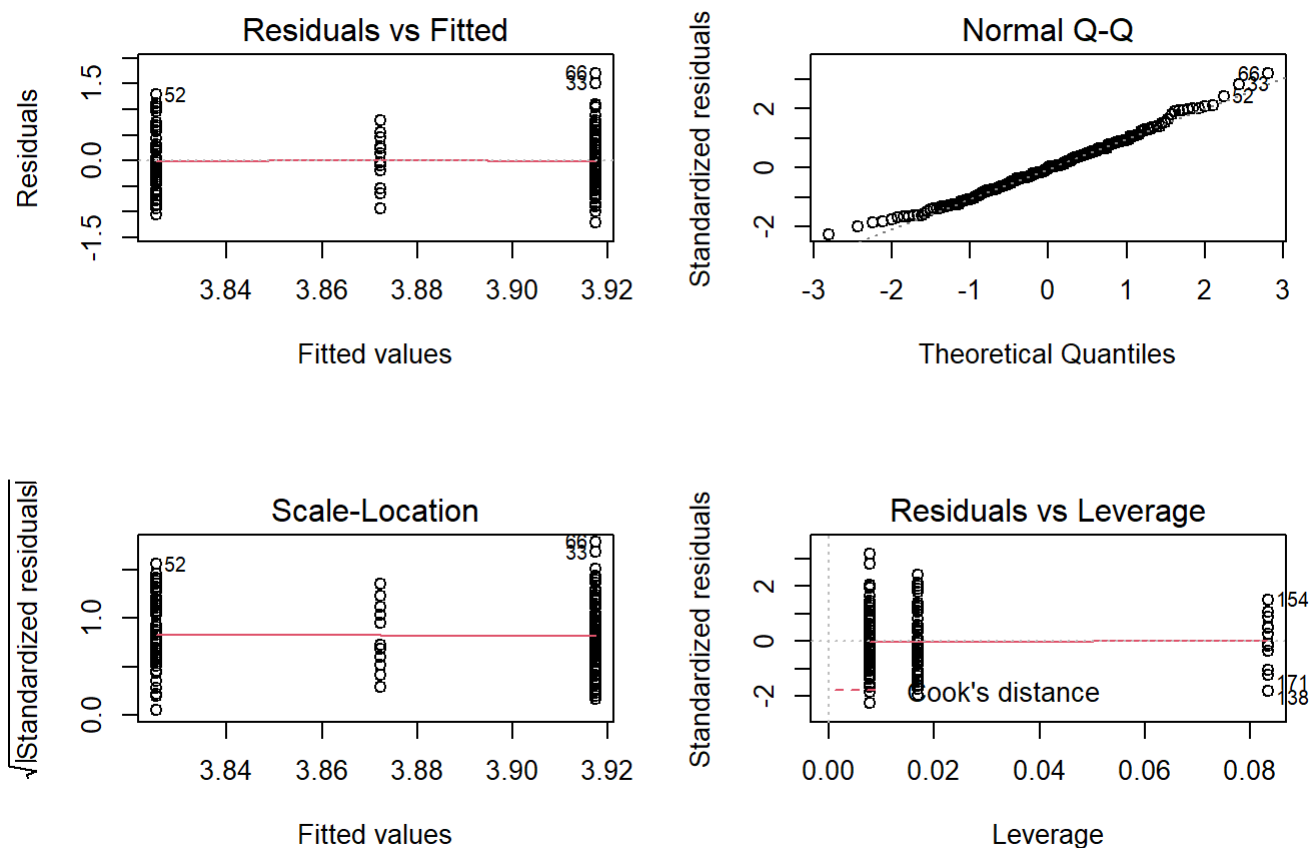 Residuals vs Fitted
Residuals
1.5
0.0
-1.5
52
66
33
3.84 3.86 3.88 3.90 3.92
Fitted values
Normal Q-Q
Standardized residuals
2
0
-2
66
33
52
-3 -2 -1 0 1 2 3
Theoretical Quantiles
Scale-Location
√|Standardized residuals|
1.0
0.0
52
66
33
3.84 3.86 3.88 3.90 3.92
Fitted values
Residuals vs Leverage
Standardized residuals
2
0
-2
154
171
138
Cook's distance
0.00 0.02 0.04 0.06 0.08
Leverage